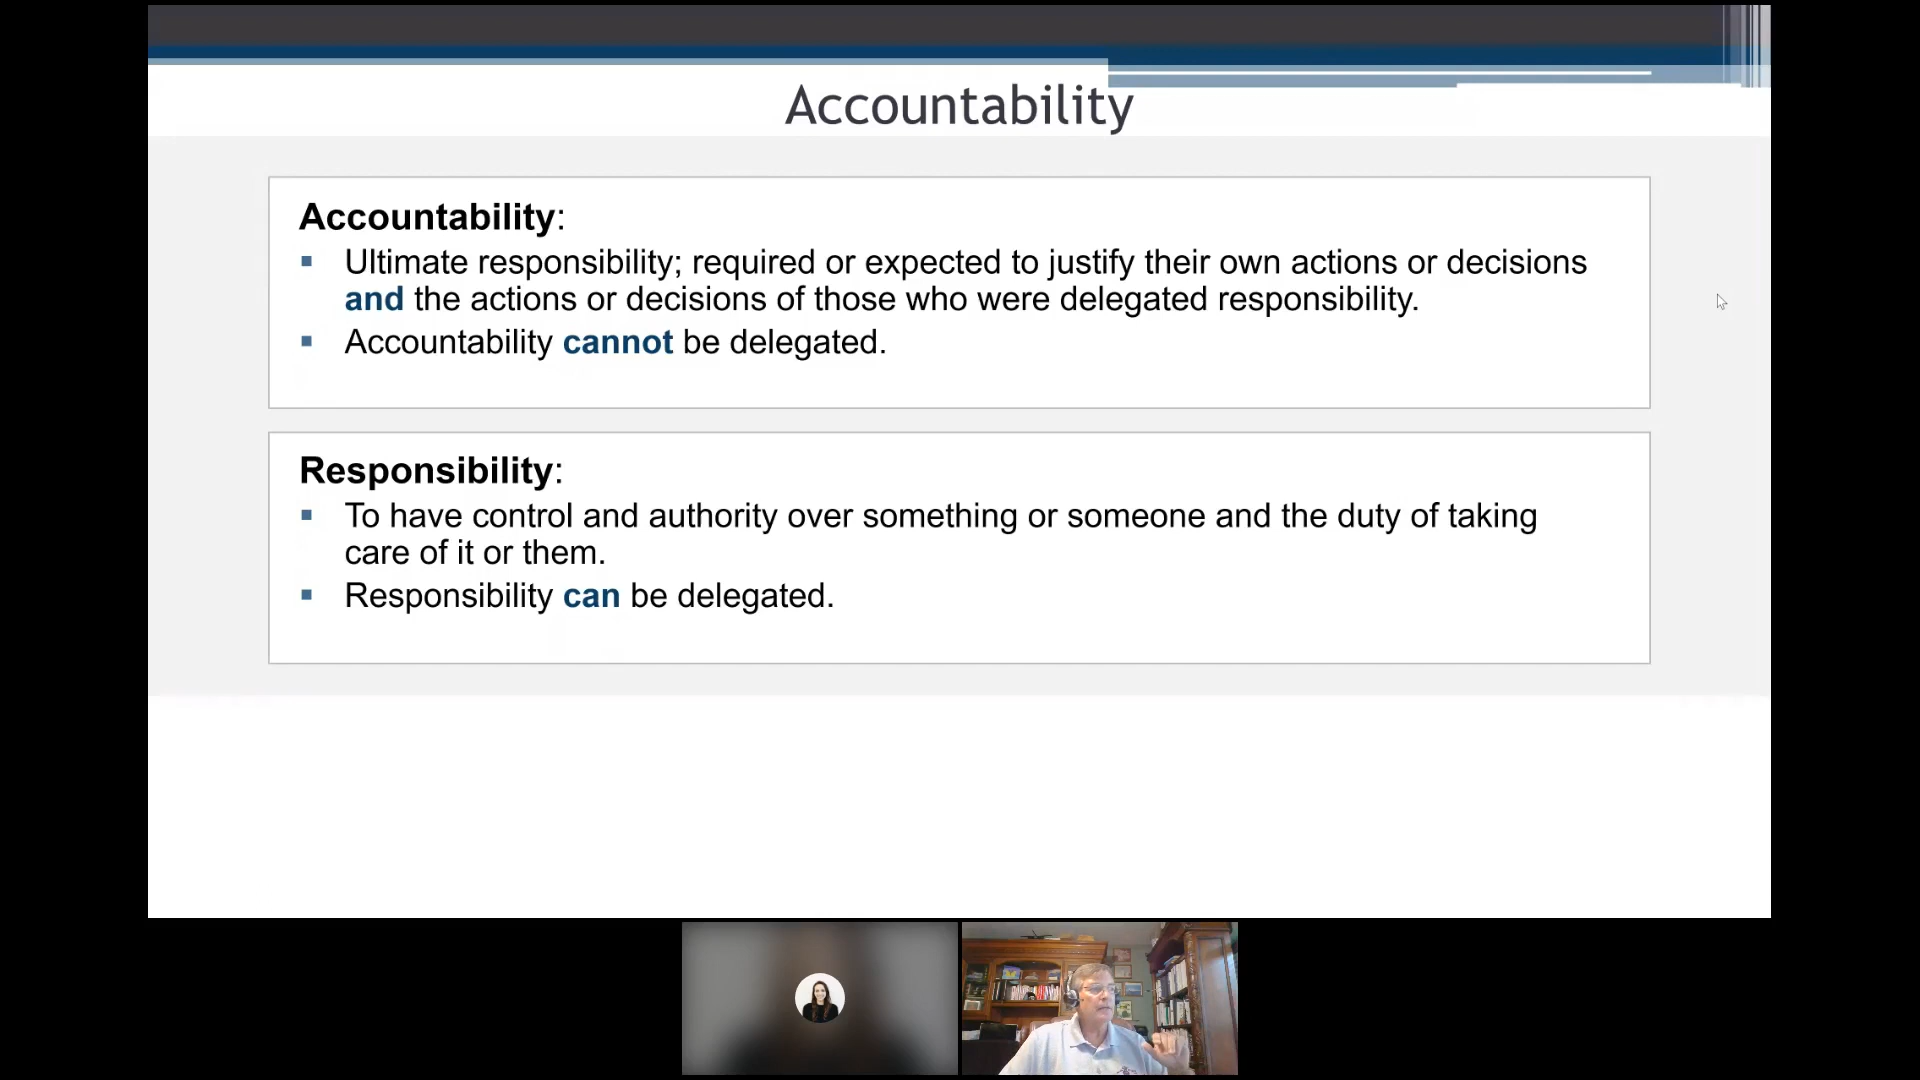 Accountability
Accountability:
▪ Ultimate responsibility; required or expected to justify their own actions or decisions
and the actions or decisions of those who were delegated responsibility.
▪ Accountability cannot be delegated.
Responsibility:
▪ To have control and authority over something or someone and the duty of taking
care of it or them.
▪ Responsibility can be delegated.